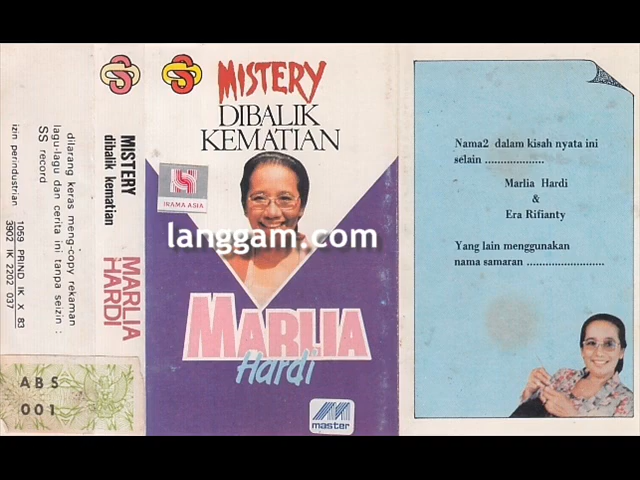 dilarang keras meng-copy rekaman
lagu-lagu dan cerita ini tanpa seizin :
SS record
izin perindustrian
1059 PRIND IK X 83
3902 IK 2202 037
MISTERY
dibalik Kematian
MARLIA
HARDI
ABS
001
MISTERY
DIBALIK
KEMATIAN
IRAMA ASIA
langgam.com
MARLIA
Hardi
master
Nama2 dalam kisah nyata ini
selain ..................
Marlia Hardi
&
Era Rifianty
Yang lain menggunakan
nama samaran ........................